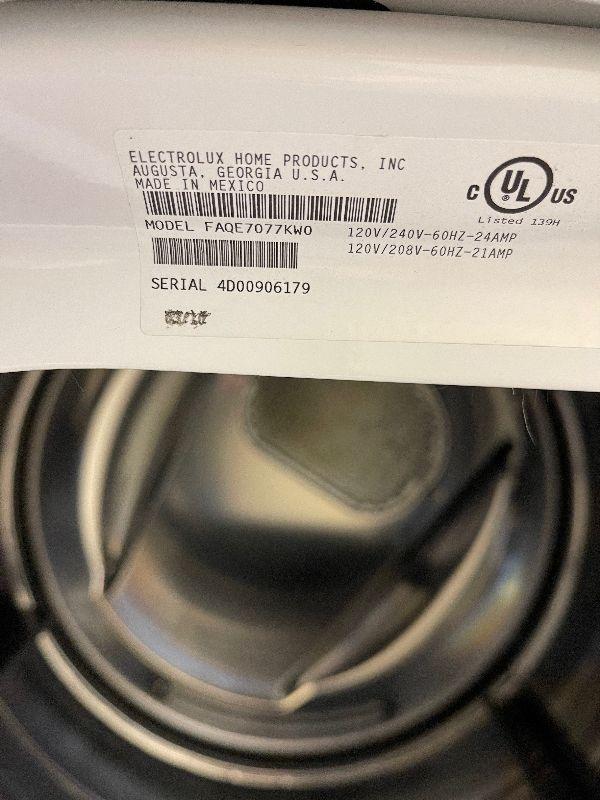 ELECTROLUX HOME PRODUCTS, INC
AUGUSTA, GEORGIA U.S.A.
MADE IN MEXICO
C UL US
®
Listed 139H
MODEL FAQE7077KW0
120V/240V-60HZ-24AMP
120V/208V-60HZ-21AMP
SERIAL 4D00906179